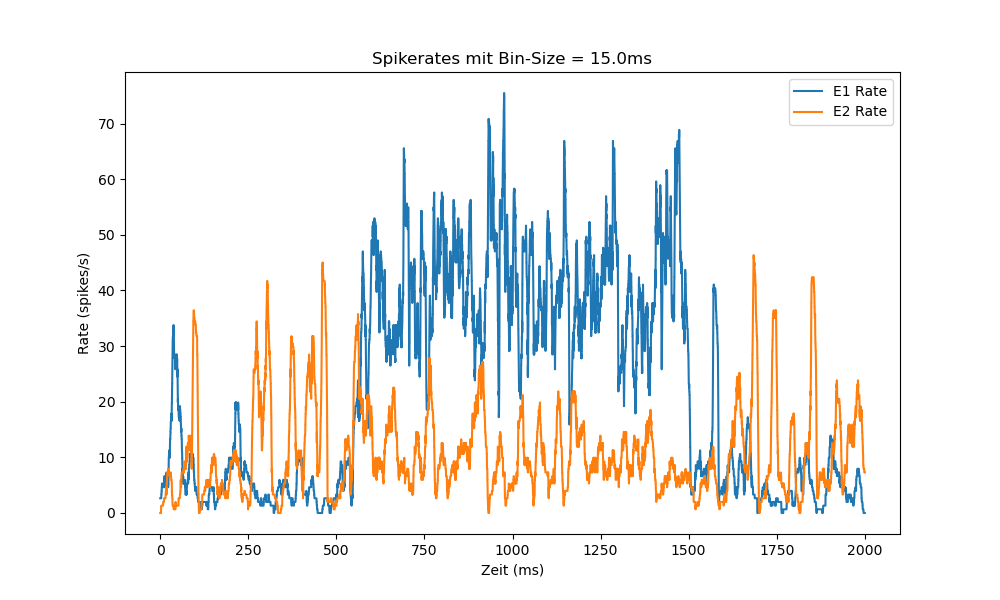 Spikerates mit Bin-Size = 15.0ms
E1 Rate
E2 Rate
Rate (spikes/s)
70
60
50
40
30
20
10
0
0 250 500 750 1000 1250 1500 1750 2000
Zeit (ms)